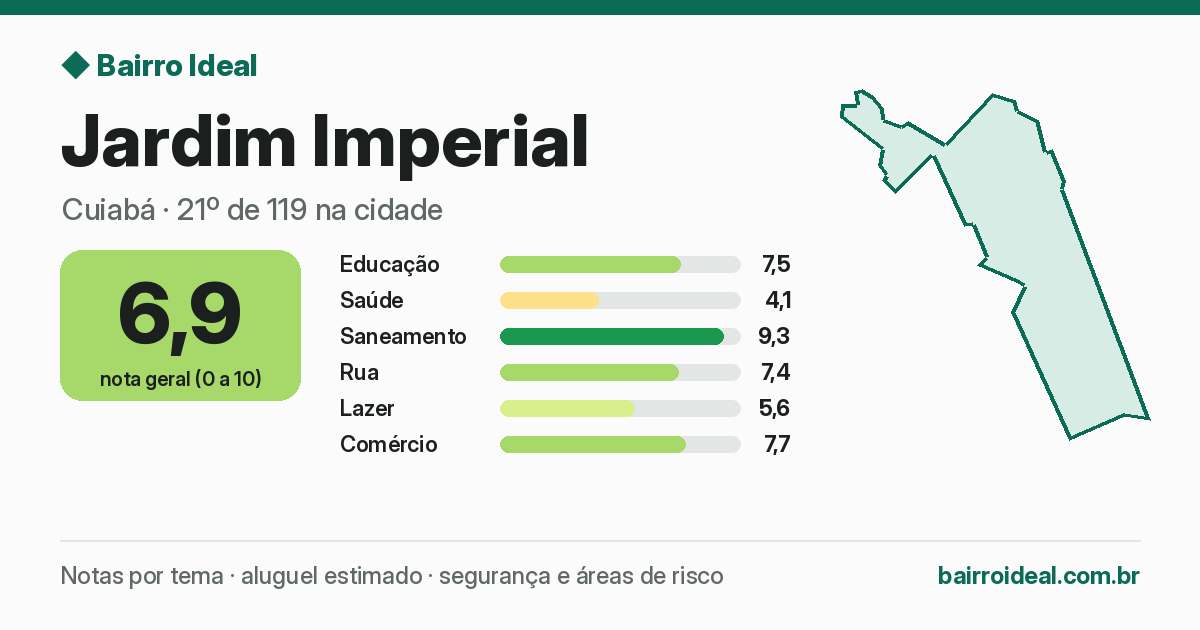 Bairro Ideal
Jardim Imperial
Cuiabá · 21º de 119 na cidade
6,9
nota geral (0 a 10)
Educação 7,5
Saúde 4,1
Saneamento 9,3
Rua 7,4
Lazer 5,6
Comércio 7,7
Notas por tema · aluguel estimado · segurança e áreas de risco
bairroideal.com.br